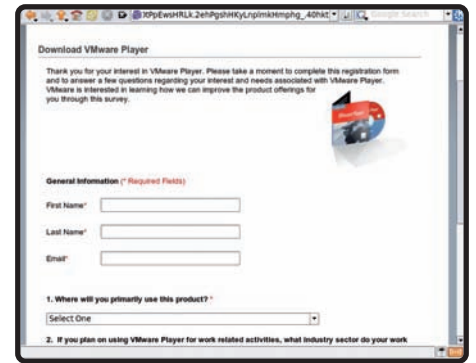 Download VMware Player
Thank you for your interest in VMware Player. Please take a moment to complete this registration form
and to answer a few questions regarding your interest and needs associated with VMware Player.
VMware is interested in learning how we can improve the product offerings for
you through this survey.
General Information (* Required Fields)
First Name*
Last Name*
Email*
1. Where will you primarily use this product? *
Select One
2. If you plan on using VMware Player for work related activities, what industry sector do your work